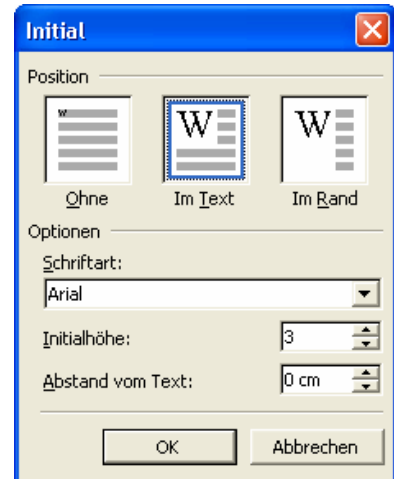 Initial
Position
w W W
Ohne Im Text Im Rand
Optionen
Schriftart:
Arial
Initialhöhe: 3
Abstand vom Text: 0 cm
OK Abbrechen